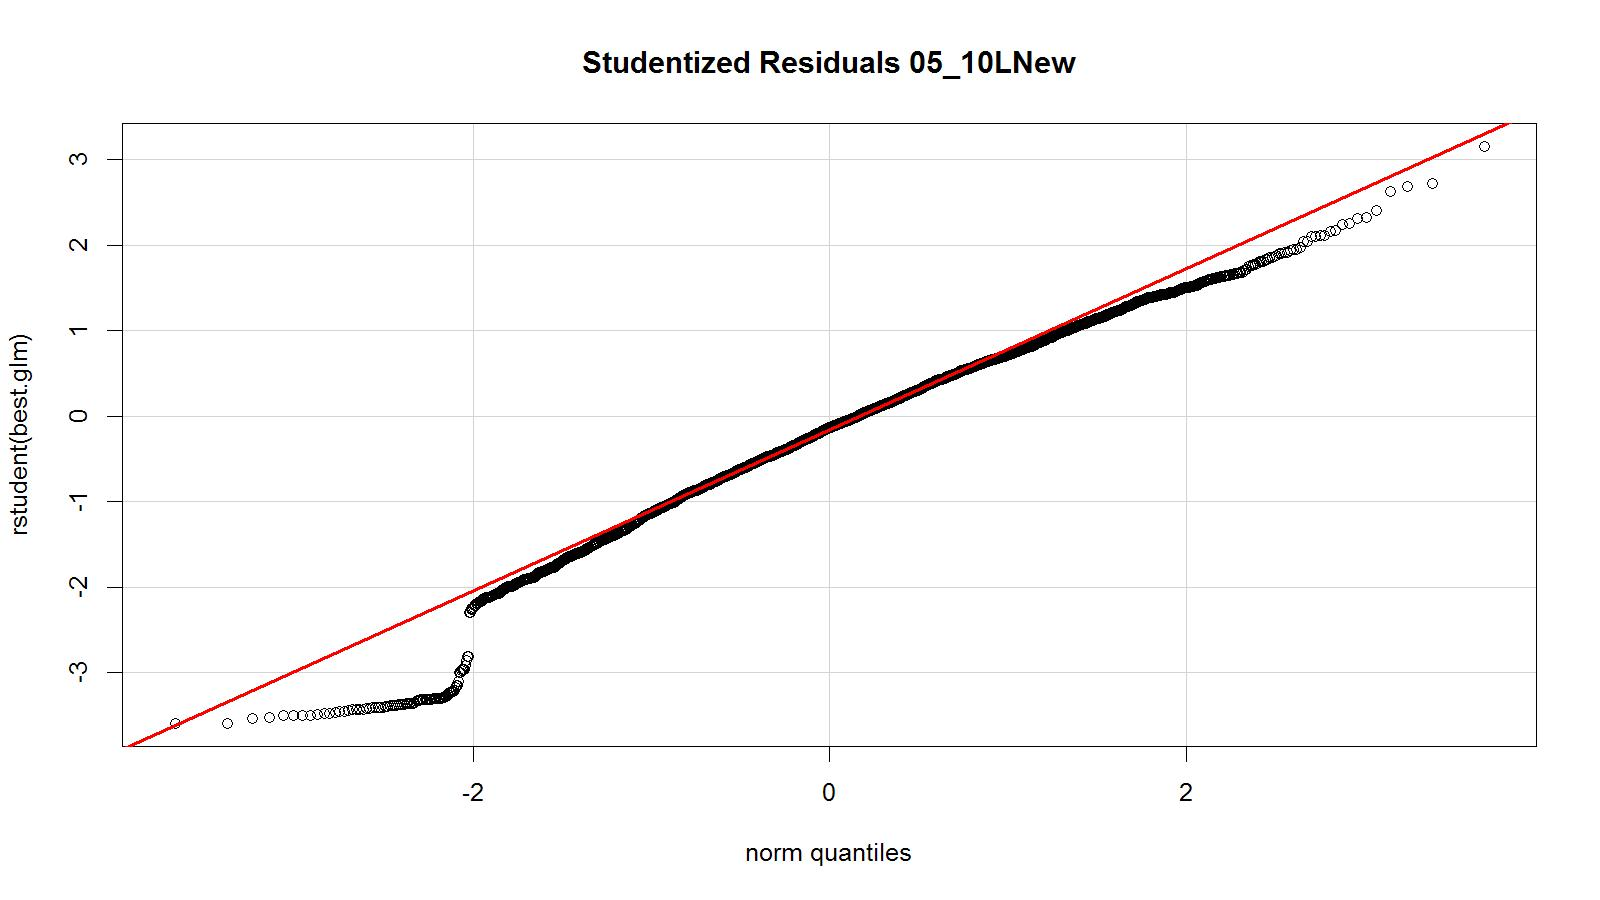 Studentized Residuals 05_10LNew
rstudent(best.glm)
3
2
1
0
-1
-2
-3
-2 0 2
norm quantiles